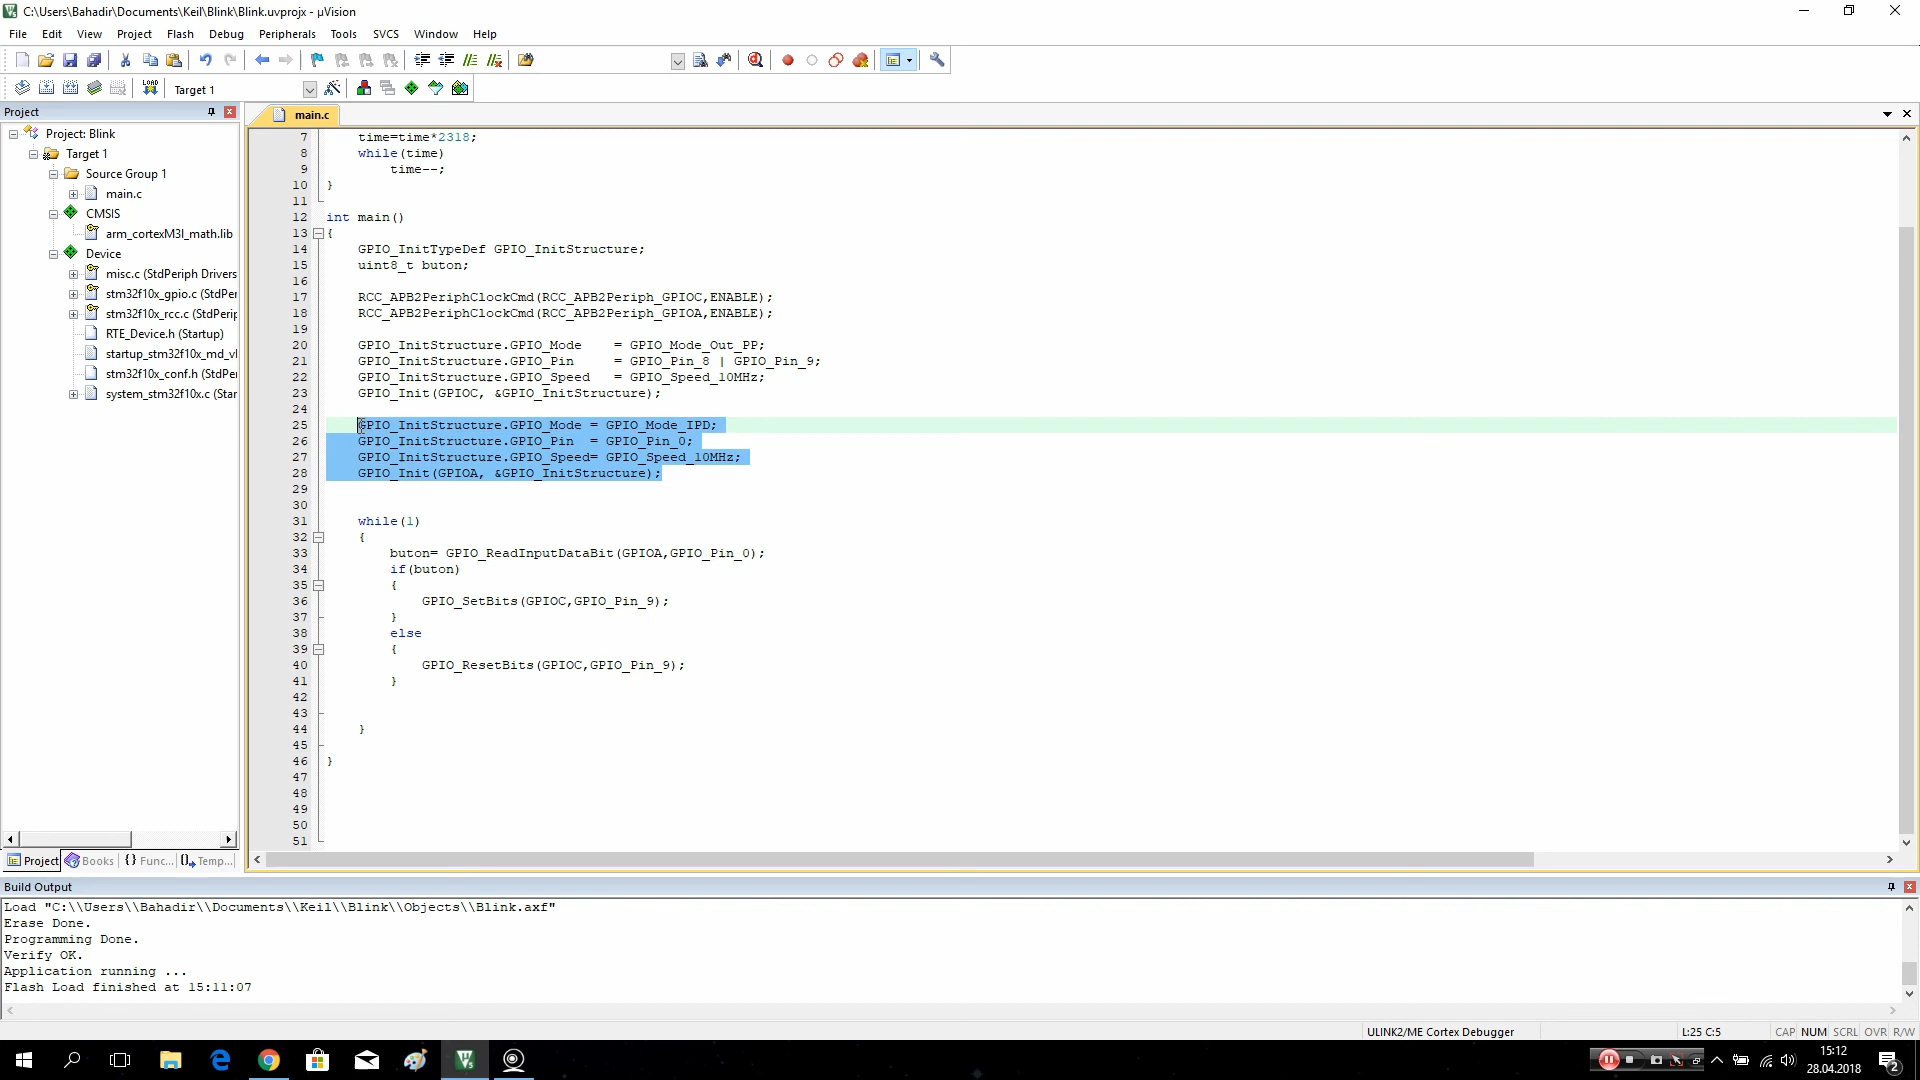 C:\Users\Bahadir\Documents\Keil\Blink\Blink.uvprojx - µVision
File Edit View Project Flash Debug Peripherals Tools SVCS Window Help
LOAD
Target 1
Project
main.c
Project: Blink
Target 1
Source Group 1
main.c
CMSIS
arm_cortexM3l_math.lib
Device
misc.c (StdPeriph Drivers
stm32f10x_gpio.c (StdPer
stm32f10x_rcc.c (StdPerip
RTE_Device.h (Startup)
startup_stm32f10x_md_vl
stm32f10x_conf.h (StdPe
system_stm32f10x.c (Star
Project Books {} Func... Temp...
7 time=time*2318;
8 while(time)
9 time--;
10 }
11
12 int main()
13 {
14 GPIO_InitTypeDef GPIO_InitStructure;
15 uint8_t buton;
16
17 RCC_APB2PeriphClockCmd(RCC_APB2Periph_GPIOC,ENABLE);
18 RCC_APB2PeriphClockCmd(RCC_APB2Periph_GPIOA,ENABLE);
19
20 GPIO_InitStructure.GPIO_Mode = GPIO_Mode_Out_PP;
21 GPIO_InitStructure.GPIO_Pin = GPIO_Pin_8 | GPIO_Pin_9;
22 GPIO_InitStructure.GPIO_Speed = GPIO_Speed_10MHz;
23 GPIO_Init(GPIOC, &GPIO_InitStructure);
24
25 GPIO_InitStructure.GPIO_Mode = GPIO_Mode_IPD;
26 GPIO_InitStructure.GPIO_Pin = GPIO_Pin_0;
27 GPIO_InitStructure.GPIO_Speed= GPIO_Speed_10MHz;
28 GPIO_Init(GPIOA, &GPIO_InitStructure);
29
30
31 while(1)
32 {
33 buton= GPIO_ReadInputDataBit(GPIOA,GPIO_Pin_0);
34 if(buton)
35 {
36 GPIO_SetBits(GPIOC,GPIO_Pin_9);
37 }
38 else
39 {
40 GPIO_ResetBits(GPIOC,GPIO_Pin_9);
41 }
42
43
44 }
45
46 }
47
48
49
50
51
Build Output
Load "C:\\Users\\Bahadir\\Documents\\Keil\\Blink\\Objects\\Blink.axf"
Erase Done.
Programming Done.
Verify OK.
Application running ...
Flash Load finished at 15:11:07
ULINK2/ME Cortex Debugger L:25 C:5 CAP NUM SCRL OVR R/W
15:12
28.04.2018
2